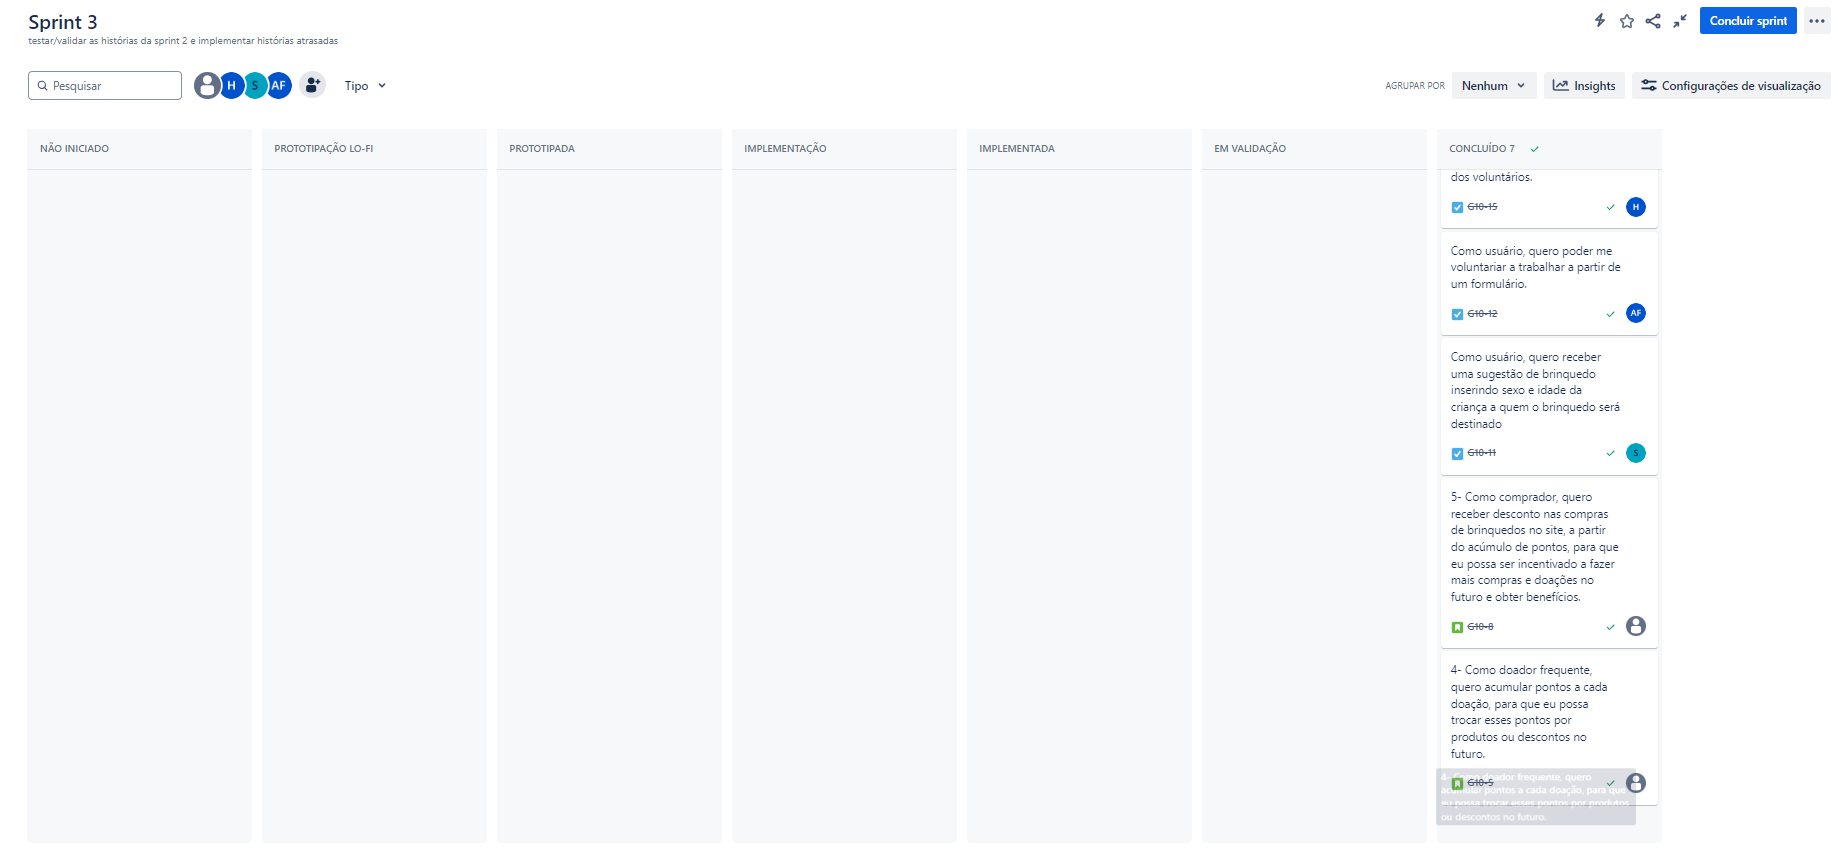 Sprint 3
testar/validar as histórias da sprint 2 e implementar histórias atrasadas
Concluir sprint
Pesquisar
H
S
AF
Tipo
AGRUPAR POR
Nenhum
Insights
Configurações de visualização
NÃO INICIADO
PROTOTIPAÇÃO LO-FI
PROTOTIPADA
IMPLEMENTAÇÃO
IMPLEMENTADA
EM VALIDAÇÃO
CONCLUÍDO 7
dos voluntários.
G10-15
H
Como usuário, quero poder me
voluntariar a trabalhar a partir de
um formulário.
G10-12
AF
Como usuário, quero receber
uma sugestão de brinquedo
inserindo sexo e idade da
criança a quem o brinquedo será
destinado
G10-11
S
5- Como comprador, quero
receber desconto nas compras
de brinquedos no site, a partir
do acúmulo de pontos, para que
eu possa ser incentivado a fazer
mais compras e doações no
futuro e obter benefícios.
G10-8
4- Como doador frequente,
quero acumular pontos a cada
doação, para que eu possa
trocar esses pontos por
produtos ou descontos no
futuro.
G10-5
4- Como doador frequente, quero
acumular pontos a cada doação, para que
eu possa trocar esses pontos por produtos
ou descontos no futuro.